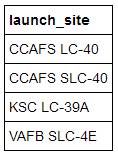 launch_site
CCAFS LC-40
CCAFS SLC-40
KSC LC-39A
VAFB SLC-4E